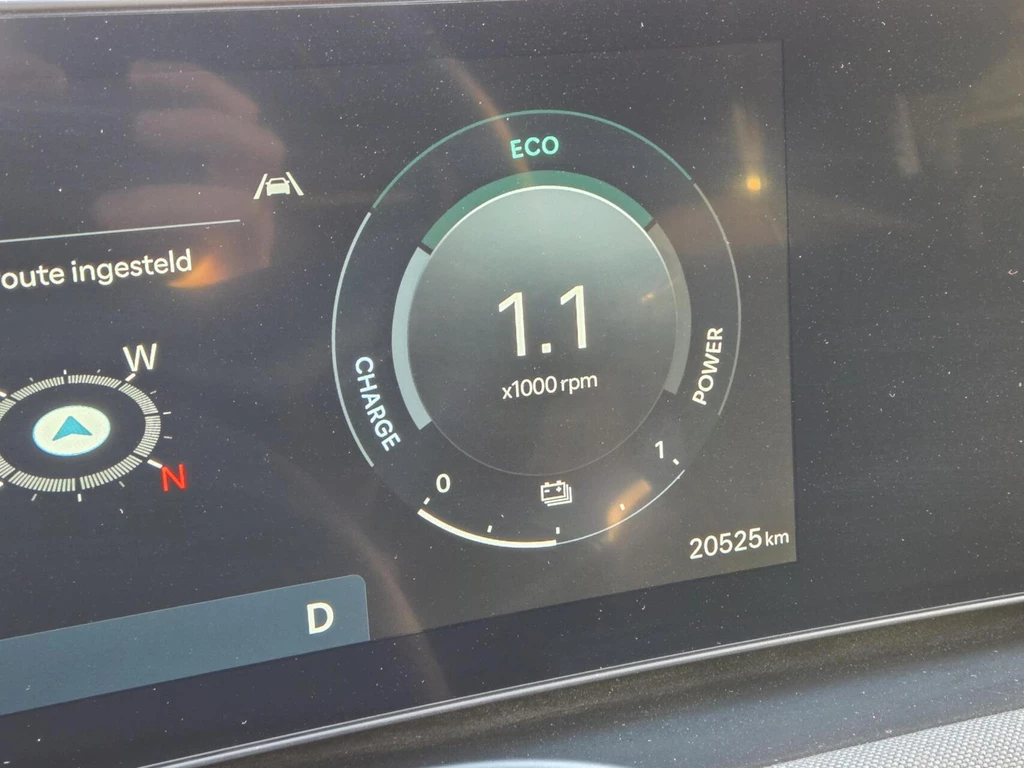 ECO
oute ingesteld
W
N
1.1
x1000 rpm
CHARGE
POWER
0
1
20525 km
D